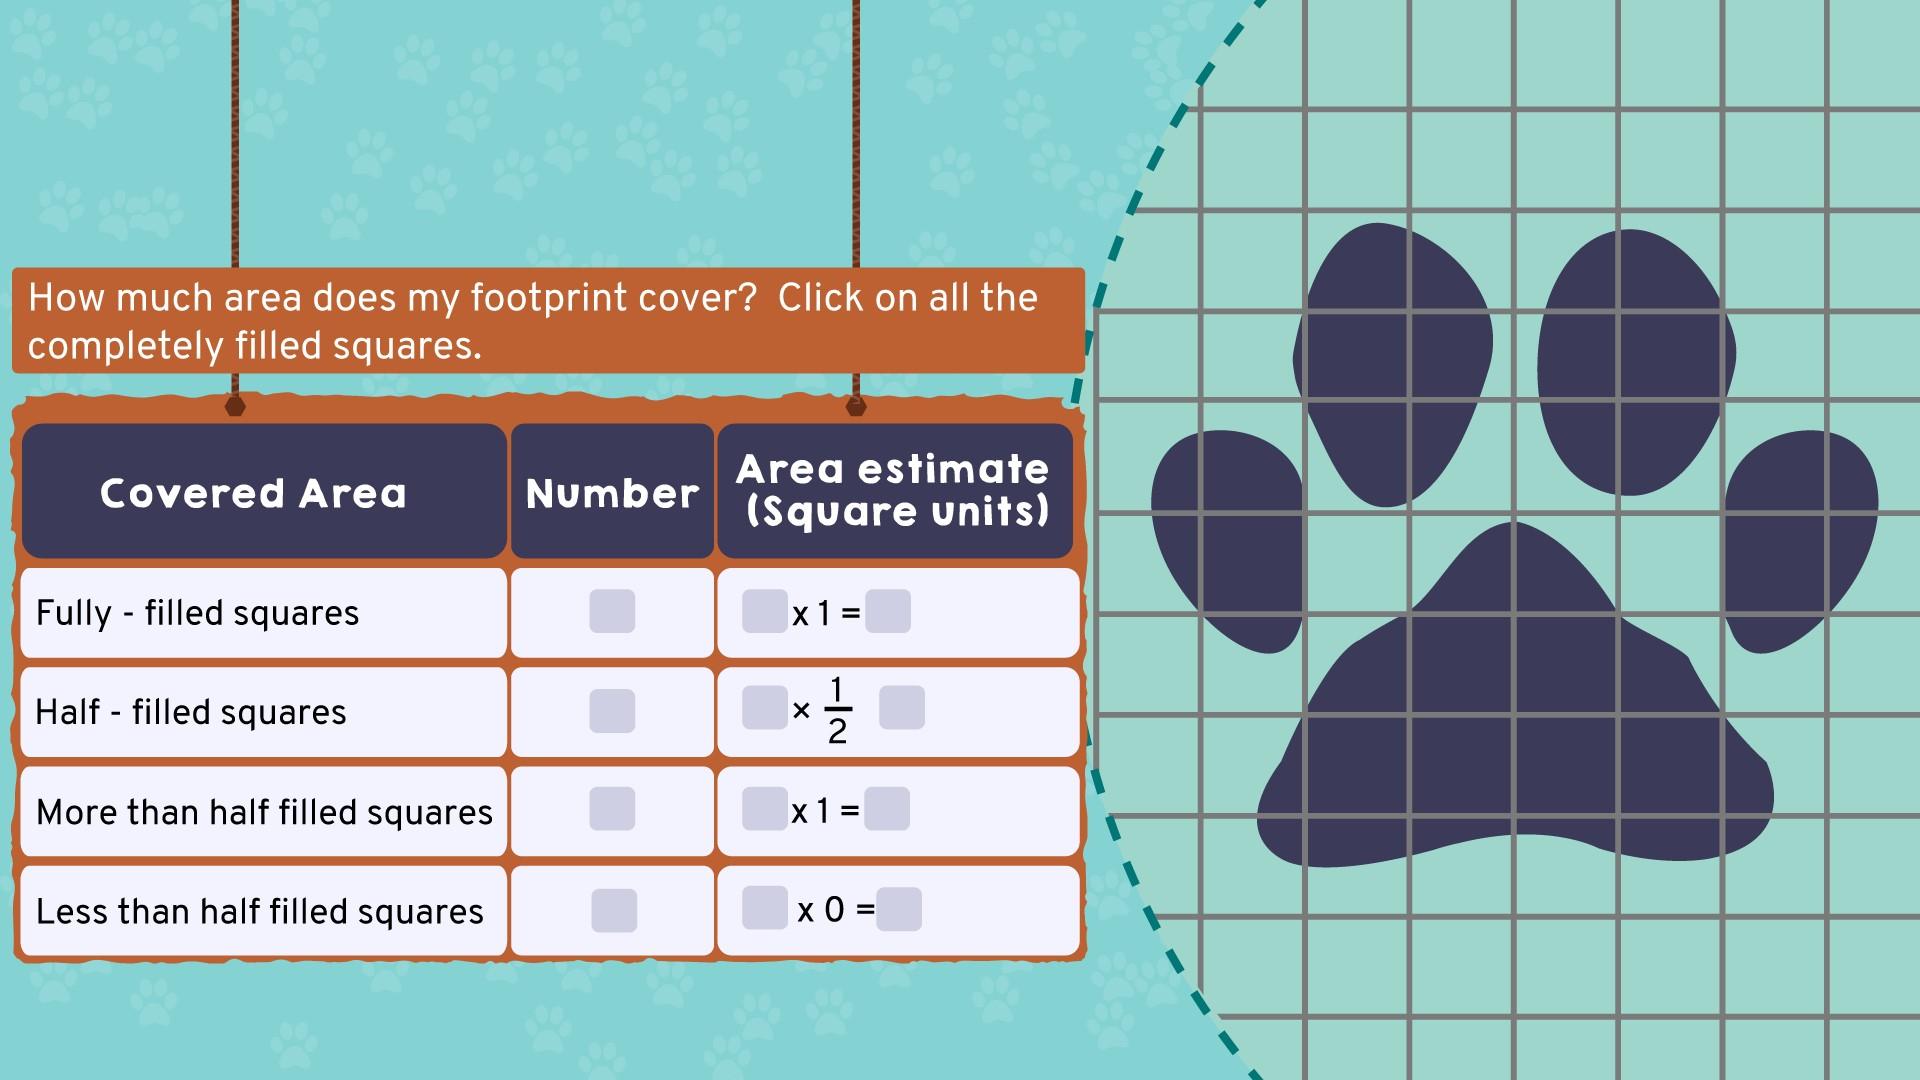 How much area does my footprint cover?  Click on all the
completely filled squares.
Covered Area
Number
Area estimate
(Square units)
Fully - filled squares
x 1 =
Half - filled squares
× 1/2
More than half filled squares
x 1 =
Less than half filled squares
x 0 =